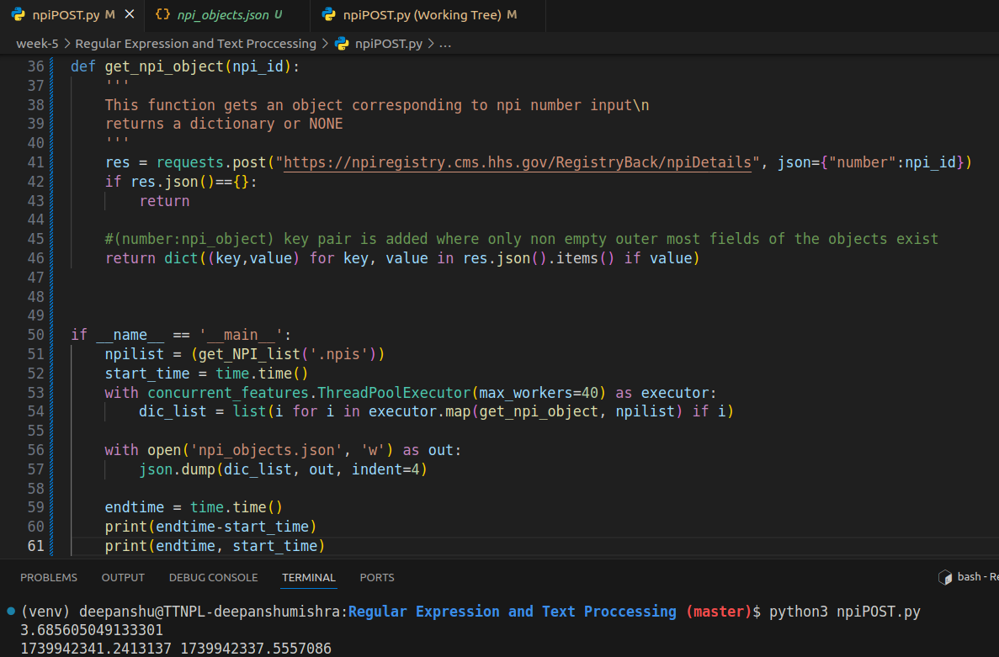 npiPOST.py M
{} npi_objects.json U
npiPOST.py (Working Tree) M
week-5 > Regular Expression and Text Proccessing > npiPOST.py > ...
36 def get_npi_object(npi_id):
37     '''
38     This function gets an object corresponding to npi number input\n
39     returns a dictionary or NONE
40     '''
41     res = requests.post("https://npiregistry.cms.hhs.gov/RegistryBack/npiDetails", json={"number":npi_id})
42     if res.json()=={}:
43         return
44
45     #(number:npi_object) key pair is added where only non empty outer most fields of the objects exist
46     return dict((key,value) for key, value in res.json().items() if value)
47
48
49
50 if __name__ == '__main__':
51     npilist = (get_NPI_list('.npis'))
52     start_time = time.time()
53     with concurrent_features.ThreadPoolExecutor(max_workers=40) as executor:
54         dic_list = list(i for i in executor.map(get_npi_object, npilist) if i)
55
56     with open('npi_objects.json', 'w') as out:
57         json.dump(dic_list, out, indent=4)
58
59     endtime = time.time()
60     print(endtime-start_time)
61     print(endtime, start_time)
PROBLEMS OUTPUT DEBUG CONSOLE TERMINAL PORTS
bash - Re
(venv) deepanshu@TTNPL-deepanshumishra:Regular Expression and Text Proccessing (master)$ python3 npiPOST.py
3.685605049133301
1739942341.2413137 1739942337.5557086